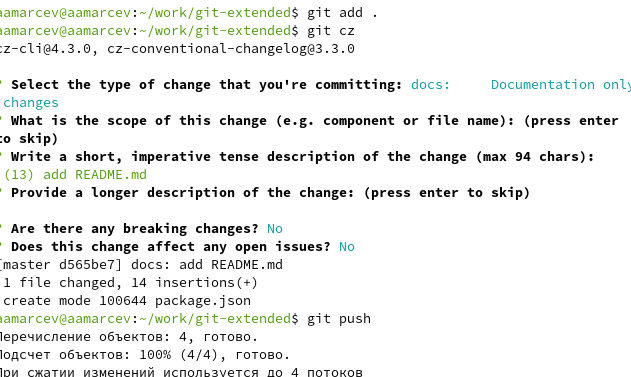 aamarcev@aamarcev:~/work/git-extended$ git add .
aamarcev@aamarcev:~/work/git-extended$ git cz
cz-cli@4.3.0, cz-conventional-changelog@3.3.0
? Select the type of change that you're committing: docs:     Documentation only
changes
? What is the scope of this change (e.g. component or file name): (press enter
to skip)
? Write a short, imperative tense description of the change (max 94 chars):
(13) add README.md
? Provide a longer description of the change: (press enter to skip)
? Are there any breaking changes? No
? Does this change affect any open issues? No
[master d565be7] docs: add README.md
1 file changed, 14 insertions(+)
create mode 100644 package.json
aamarcev@aamarcev:~/work/git-extended$ git push
Перечисление объектов: 4, готово.
Подсчет объектов: 100% (4/4), готово.
При сжатии изменений используется до 4 потоков